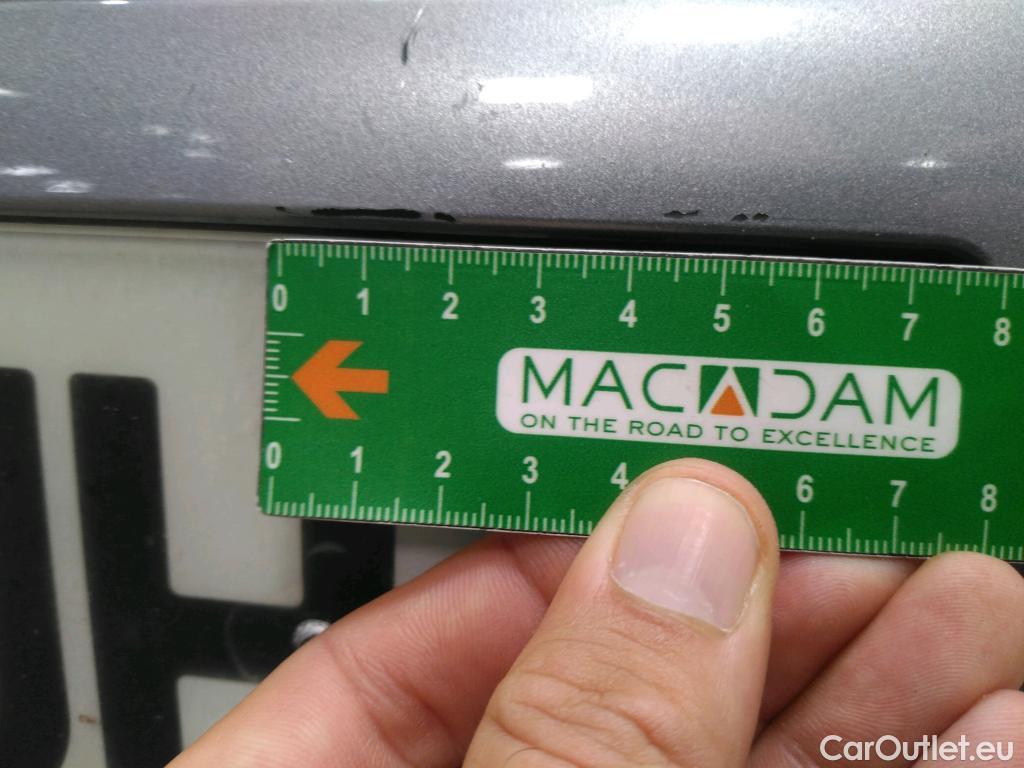 0 1 2 3 4 5 6 7 8
MACADAM
ON THE ROAD TO EXCELLENCE
0 1 2 3 4 6 7 8
H
CarOutlet.eu